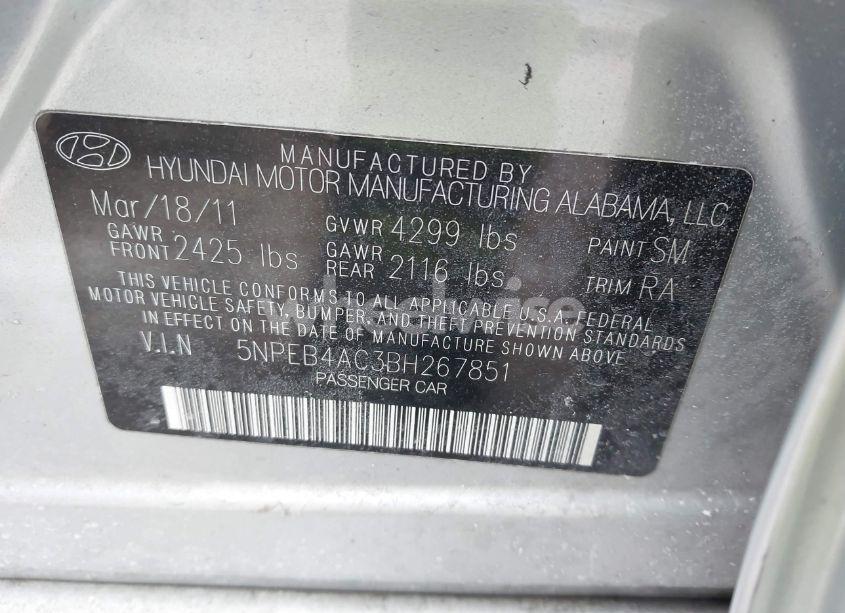 MANUFACTURED BY
HYUNDAI MOTOR MANUFACTURING ALABAMA, LLC
Mar/18/11 GVWR 4299 lbs PAINT SM
GAWR FRONT 2425 lbs GAWR REAR 2116 lbs TRIM RA
THIS VEHICLE CONFORMS TO ALL APPLICABLE U.S.A. FEDERAL
MOTOR VEHICLE SAFETY, BUMPER, AND THEFT PREVENTION STANDARDS
IN EFFECT ON THE DATE OF MANUFACTURE SHOWN ABOVE
V.I.N 5NPEB4AC3BH267851
PASSENGER CAR